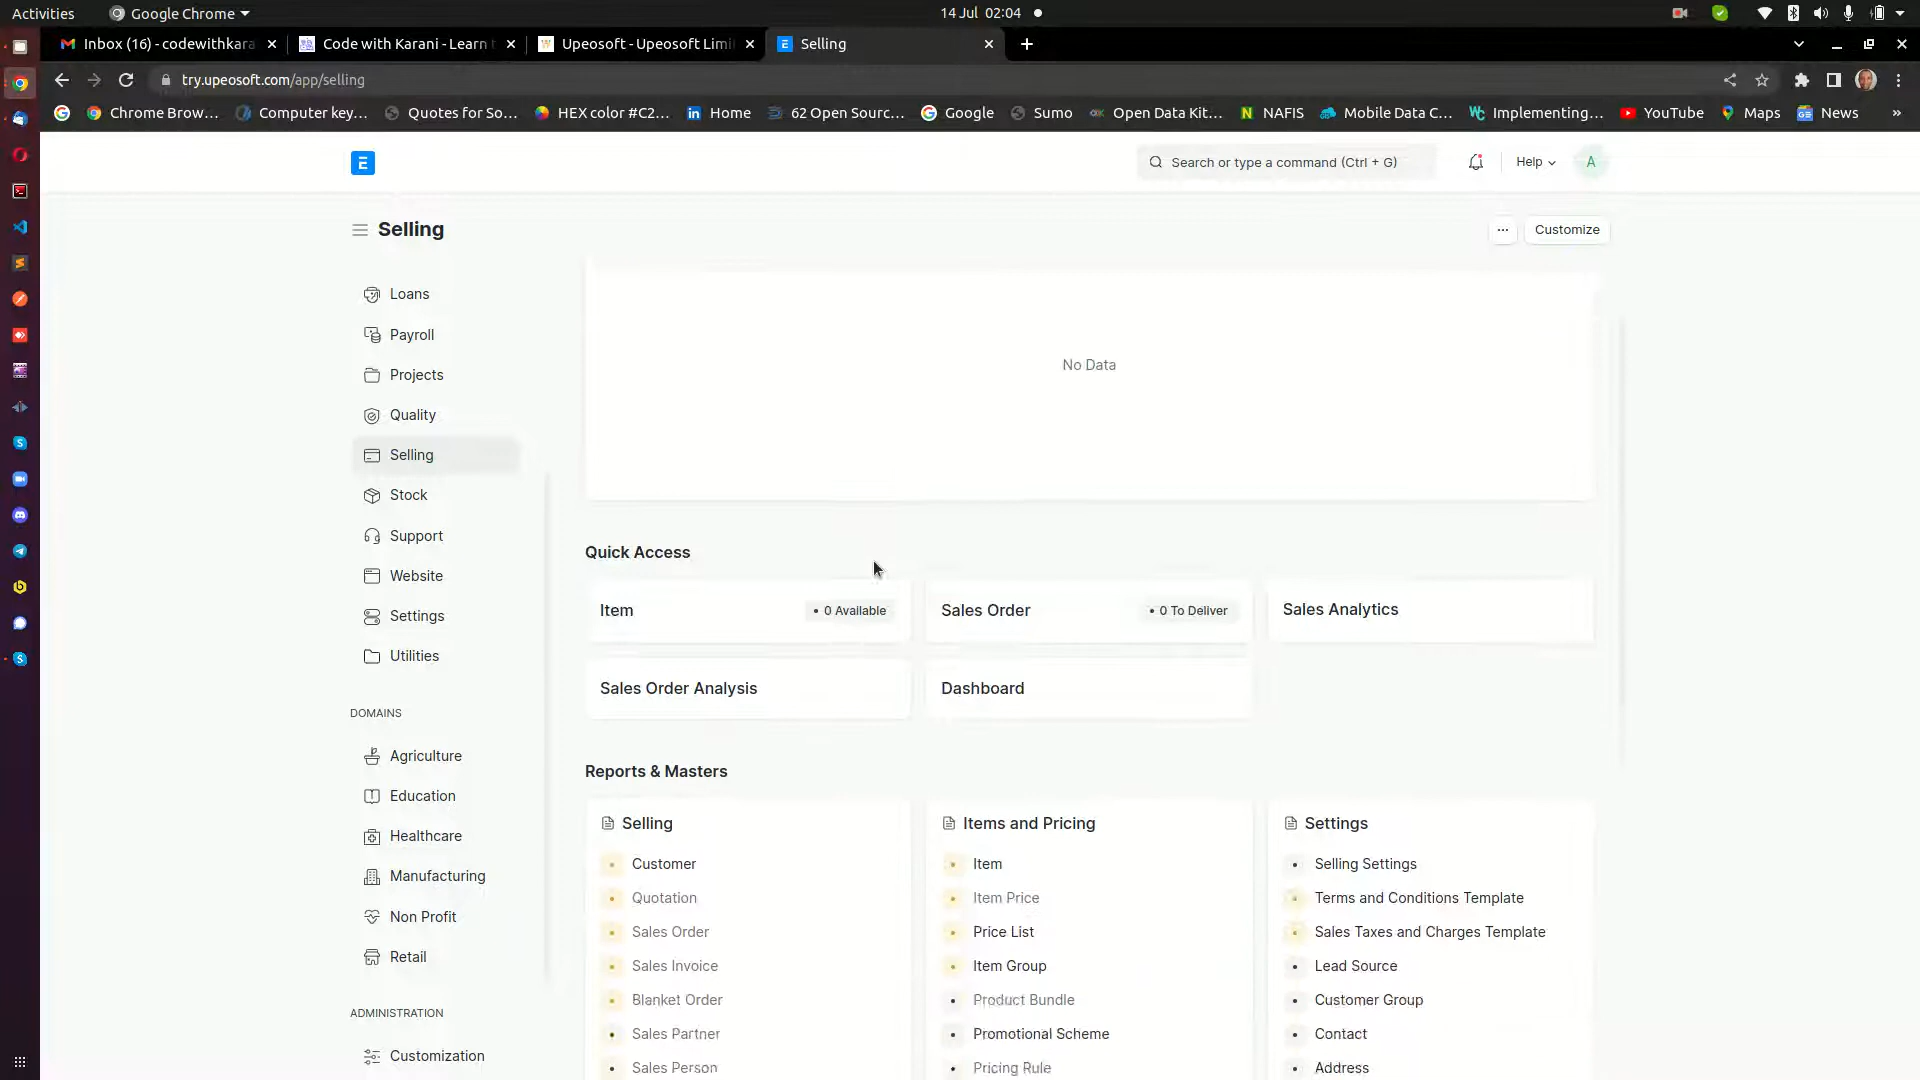 Activities
Google Chrome
14 Jul 02:04
Inbox (16) - codewithkara
Code with Karani - Learn t
Upeosoft - Upeosoft Limi
Selling
try.upeosoft.com/app/selling
Chrome Brow...
Computer key...
Quotes for So...
HEX color #C2...
Home
62 Open Sourc...
Google
Sumo
Open Data Kit...
NAFIS
Mobile Data C...
Implementing...
YouTube
Maps
News
»
E
Search or type a command (Ctrl + G)
Help
A
Selling
...
Customize
Loans
Payroll
Projects
Quality
Selling
Stock
Support
Website
Settings
Utilities
DOMAINS
Agriculture
Education
Healthcare
Manufacturing
Non Profit
Retail
ADMINISTRATION
Customization
No Data
Quick Access
Item
• 0 Available
Sales Order
• 0 To Deliver
Sales Analytics
Sales Order Analysis
Dashboard
Reports & Masters
Selling
Customer
Quotation
Sales Order
Sales Invoice
Blanket Order
Sales Partner
Sales Person
Items and Pricing
Item
Item Price
Price List
Item Group
Product Bundle
Promotional Scheme
Pricing Rule
Settings
Selling Settings
Terms and Conditions Template
Sales Taxes and Charges Template
Lead Source
Customer Group
Contact
Address